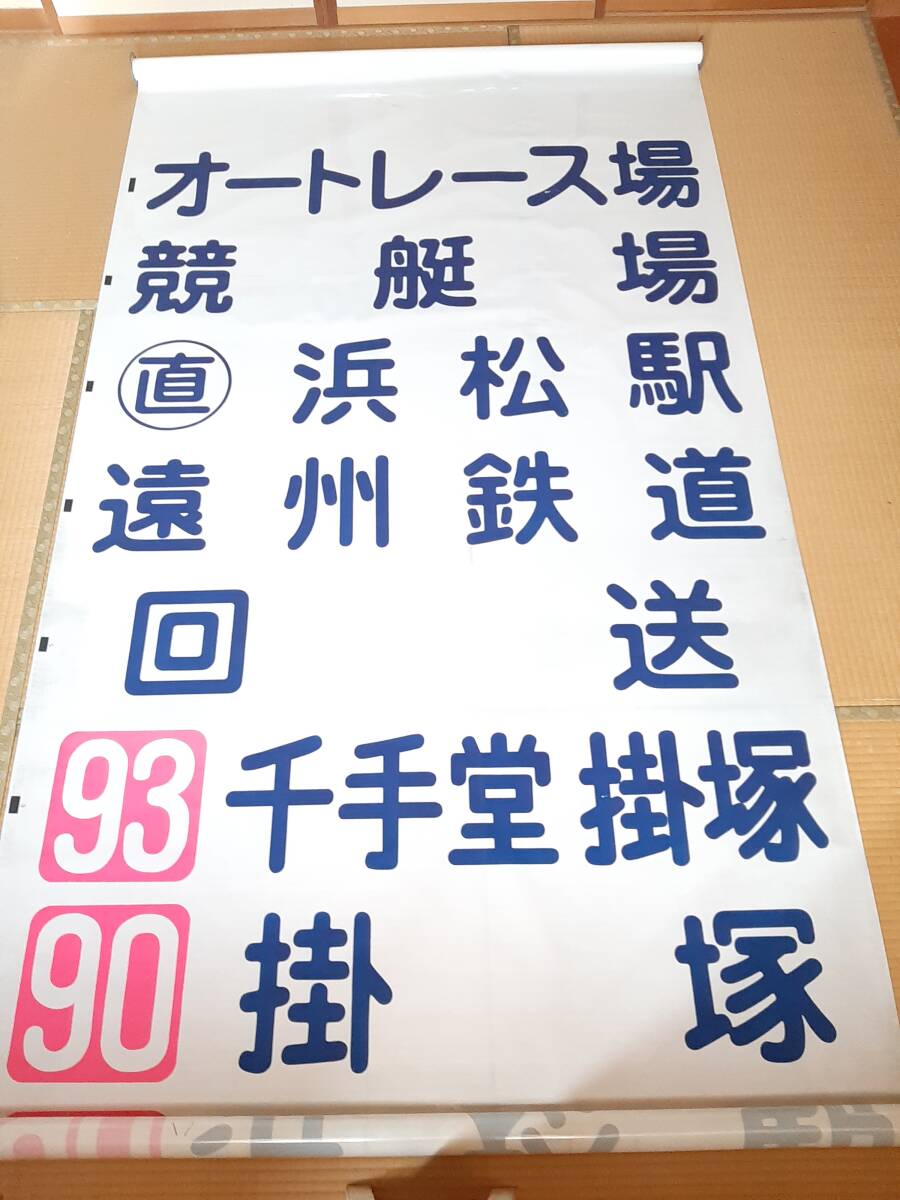 オートレース場
競艇場
直 浜松駅
遠州鉄道
回送
93 千手堂掛塚
90 掛塚